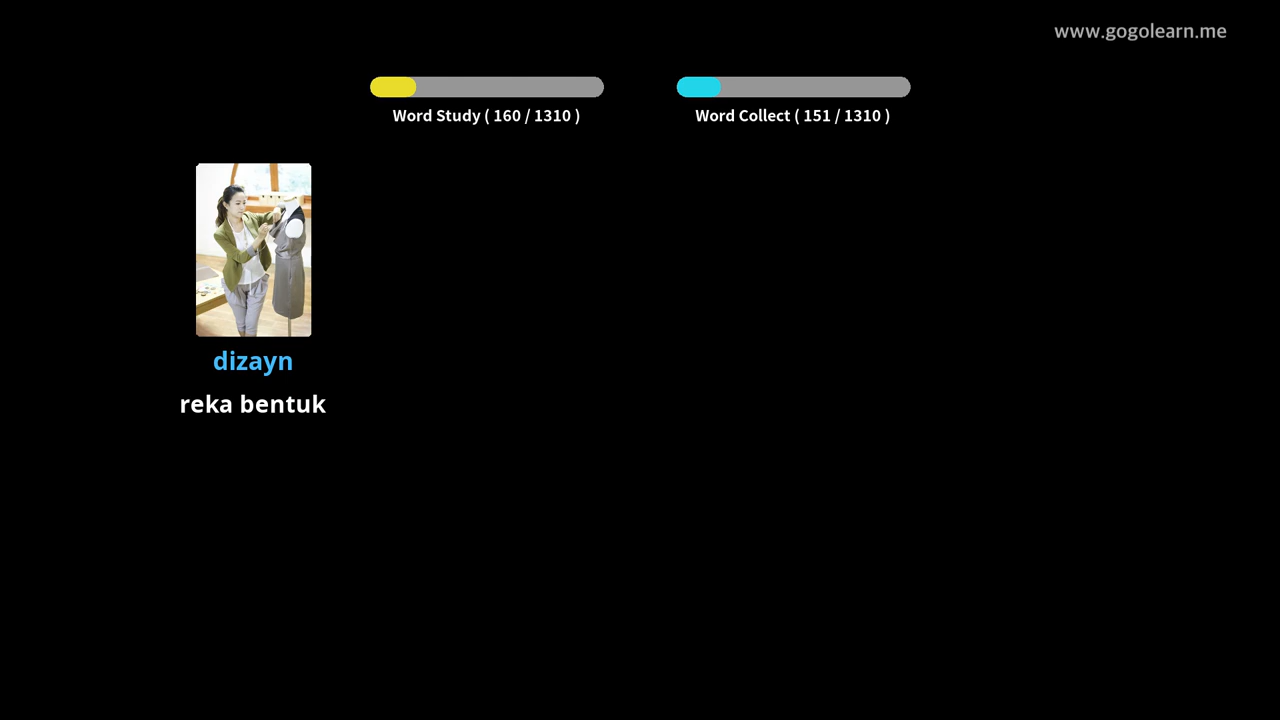 www.gogolearn.me
Word Study ( 160 / 1310 )
Word Collect ( 151 / 1310 )
dizayn
reka bentuk